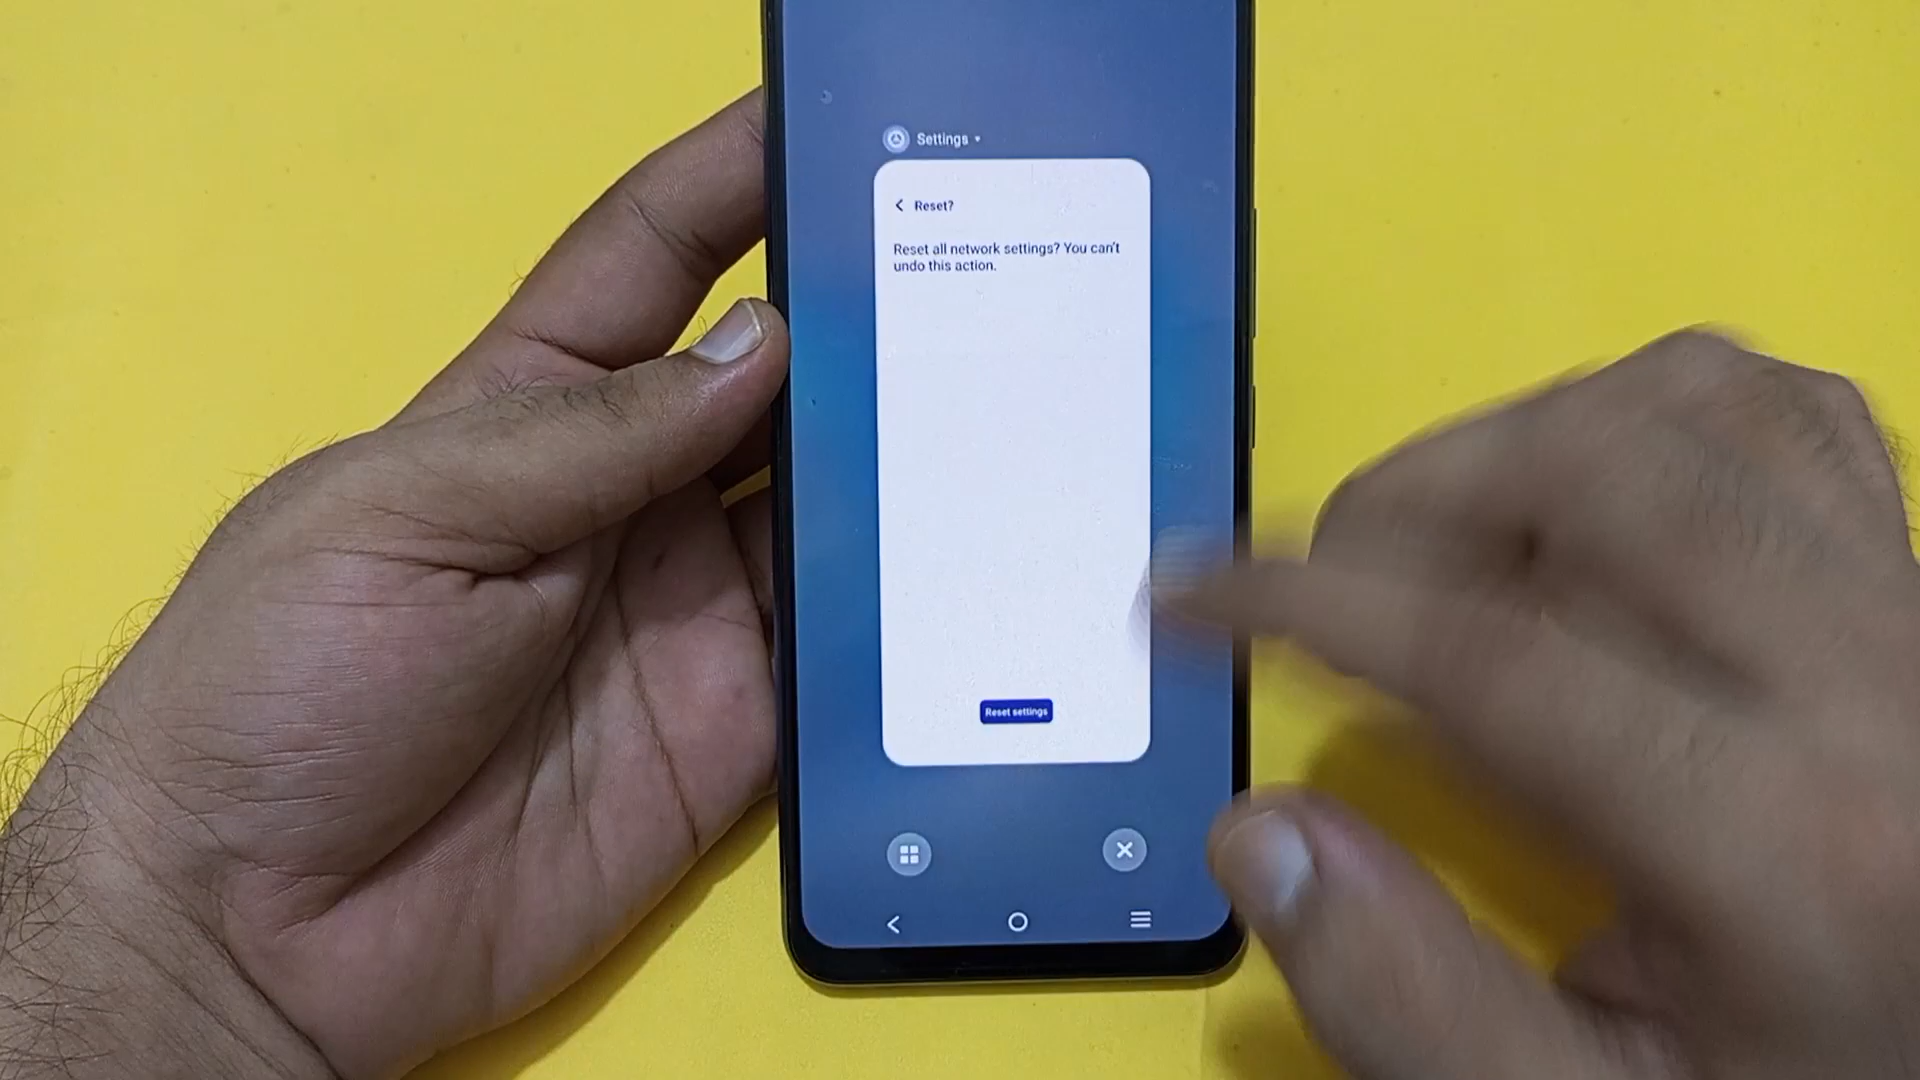 Settings
Reset?
Reset all network settings? You can't
undo this action.
Reset settings